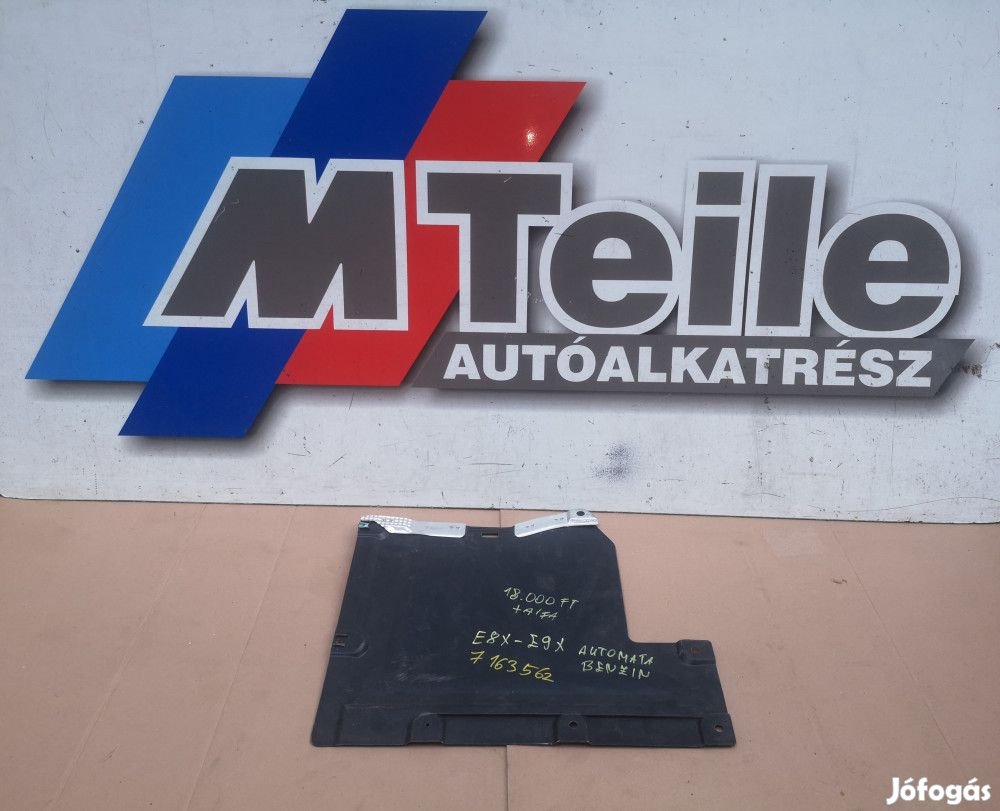 MTeile
AUTÓALKATRÉSZ
18.000 FT
+ÁFA
E8X-E9X AUTOMATA
7163562 BENZIN
Jófogás